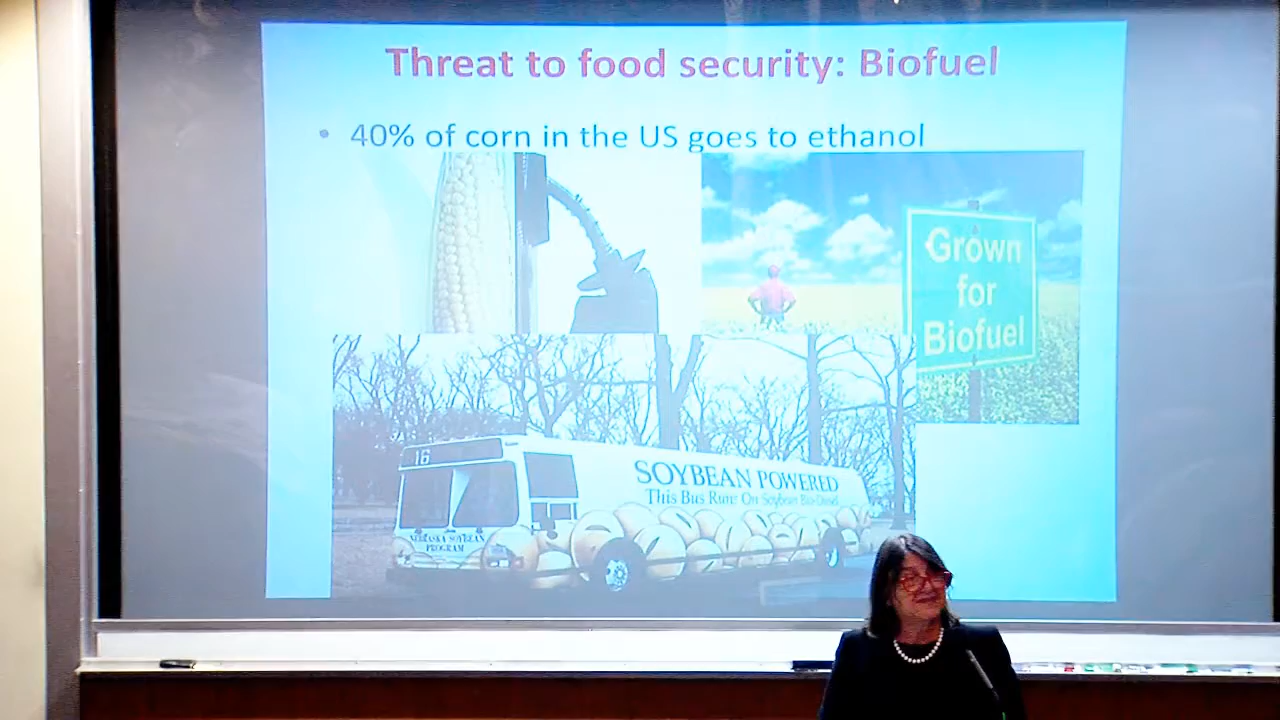 Threat to food security: Biofuel
• 40% of corn in the US goes to ethanol
Grown
for
Biofuel
16
SOYBEAN POWERED
This Bus Runs On Soybean Bio-Diesel
NEBRASKA SOYBEAN
PROGRAM